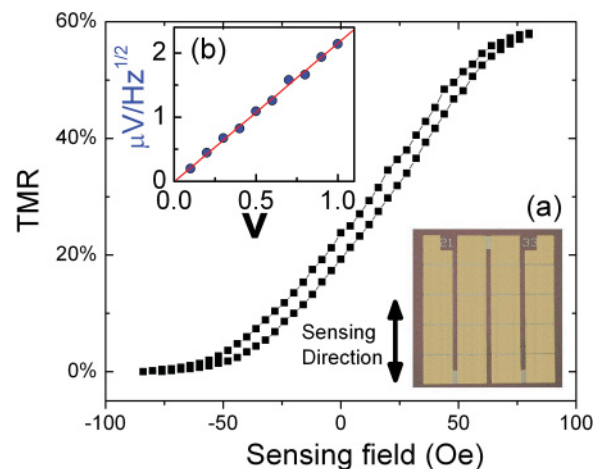 60%
40%
20%
0%
TMR
-100 -50 0 50 100
Sensing field (Oe)
(b)
μV/Hz1/2
2
1
0
0.0 0.5 1.0
V
(a)
21 33
Sensing
Direction